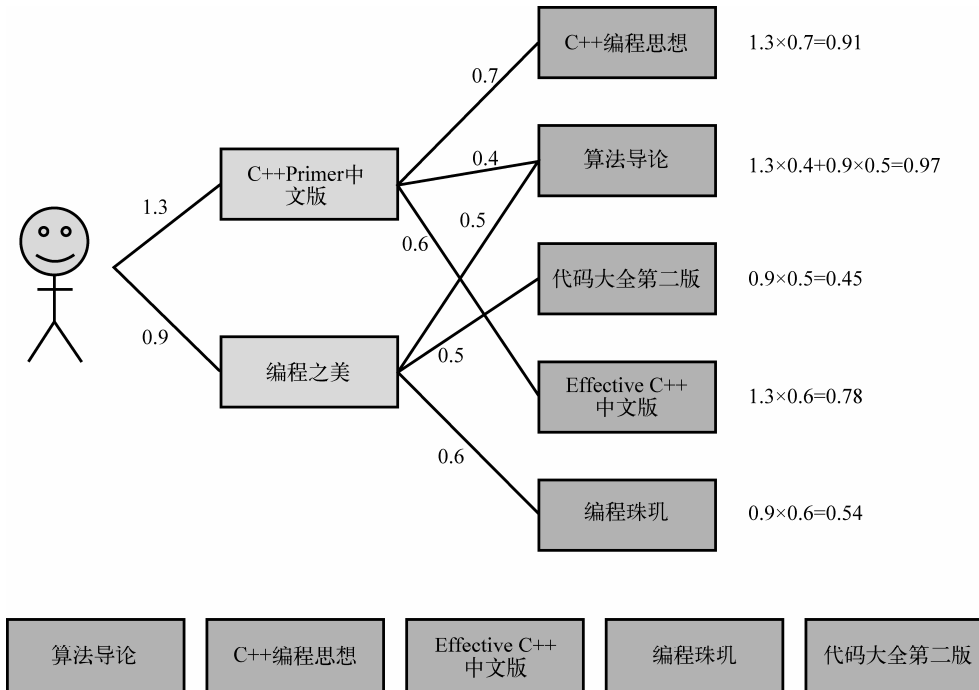 C++编程思想
1.3×0.7=0.91
0.7
算法导论
1.3×0.4+0.9×0.5=0.97
0.4
C++Primer中
文版
1.3
0.5
0.6
代码大全第二版
0.9×0.5=0.45
0.9
0.5
编程之美
Effective C++
中文版
1.3×0.6=0.78
0.6
编程珠玑
0.9×0.6=0.54
算法导论
C++编程思想
Effective C++
中文版
编程珠玑
代码大全第二版